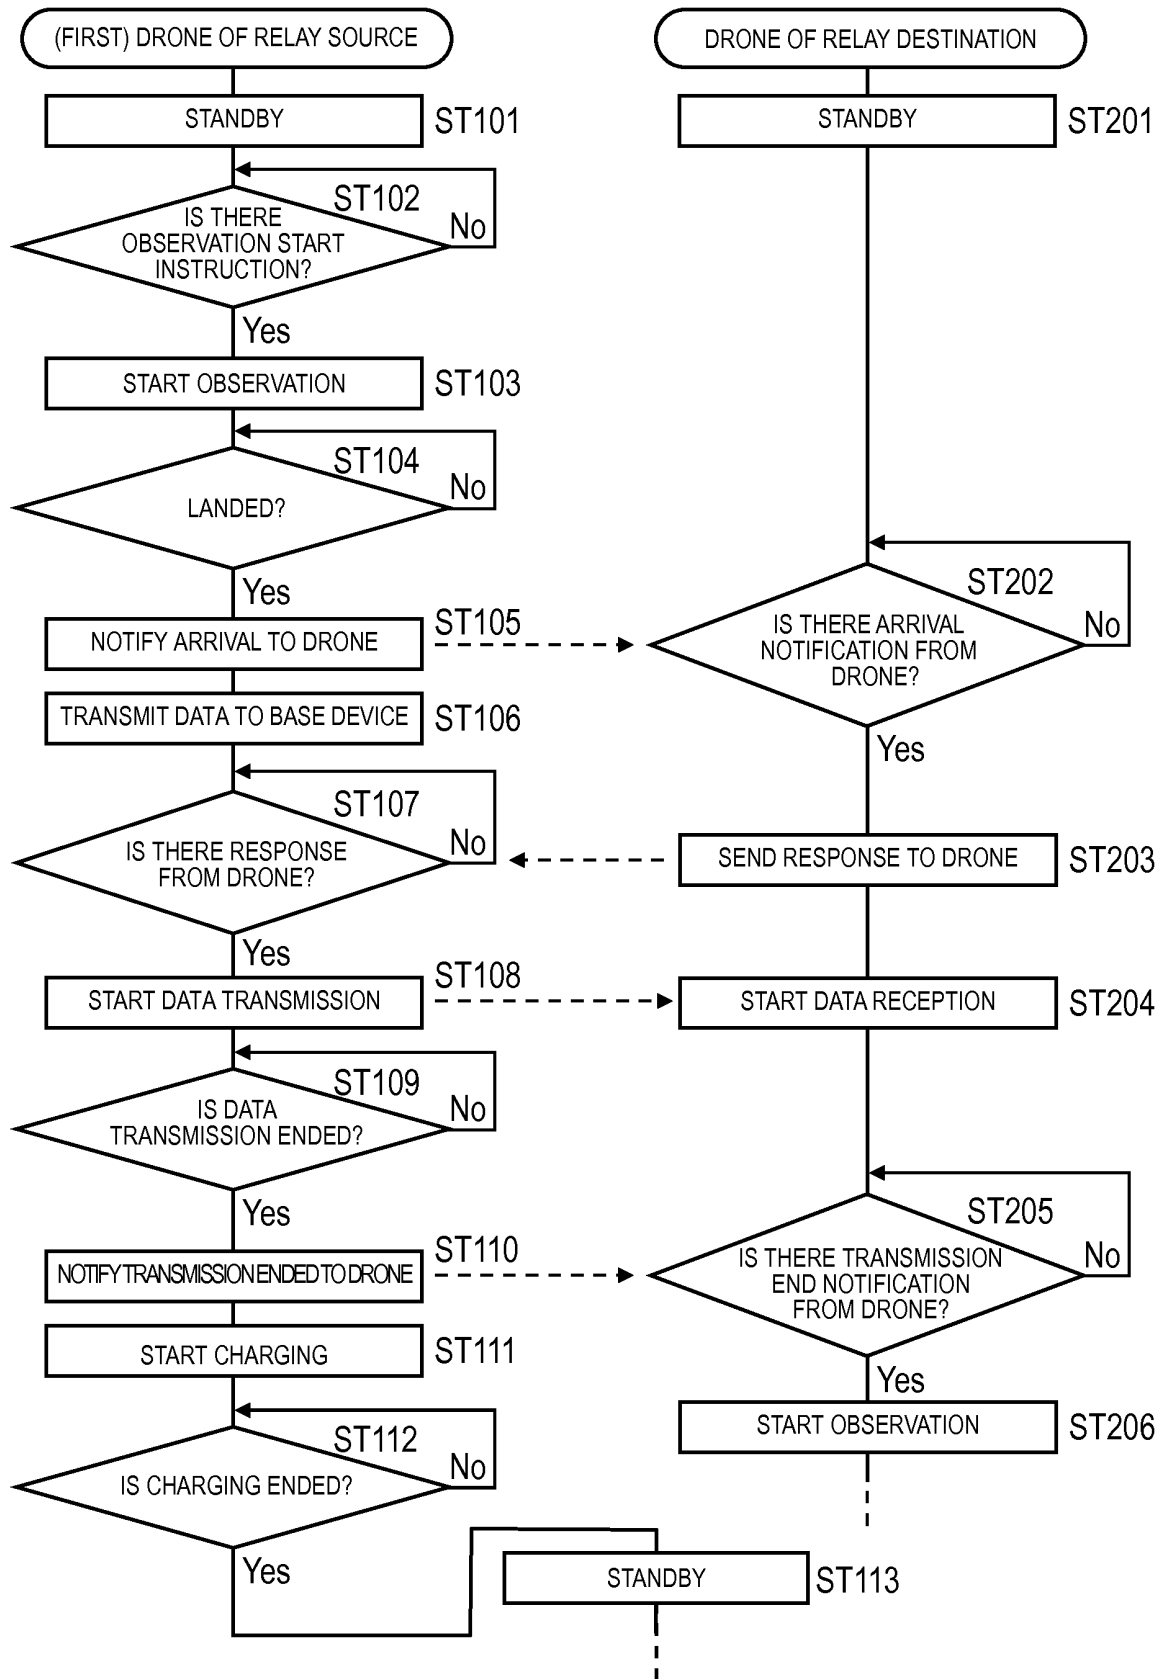 (FIRST) DRONE OF RELAY SOURCE
STANDBY
ST101
ST102
IS THERE
OBSERVATION START
INSTRUCTION?
No
Yes
START OBSERVATION
ST103
ST104
LANDED?
No
Yes
NOTIFY ARRIVAL TO DRONE
ST105
TRANSMIT DATA TO BASE DEVICE
ST106
ST107
IS THERE RESPONSE
FROM DRONE?
No
Yes
START DATA TRANSMISSION
ST108
ST109
IS DATA
TRANSMISSION ENDED?
No
Yes
NOTIFY TRANSMISSION ENDED TO DRONE
ST110
START CHARGING
ST111
ST112
IS CHARGING ENDED?
No
Yes
STANDBY
ST113
DRONE OF RELAY DESTINATION
STANDBY
ST201
ST202
IS THERE ARRIVAL
NOTIFICATION FROM
DRONE?
No
Yes
SEND RESPONSE TO DRONE
ST203
START DATA RECEPTION
ST204
ST205
IS THERE TRANSMISSION
END NOTIFICATION
FROM DRONE?
No
Yes
START OBSERVATION
ST206